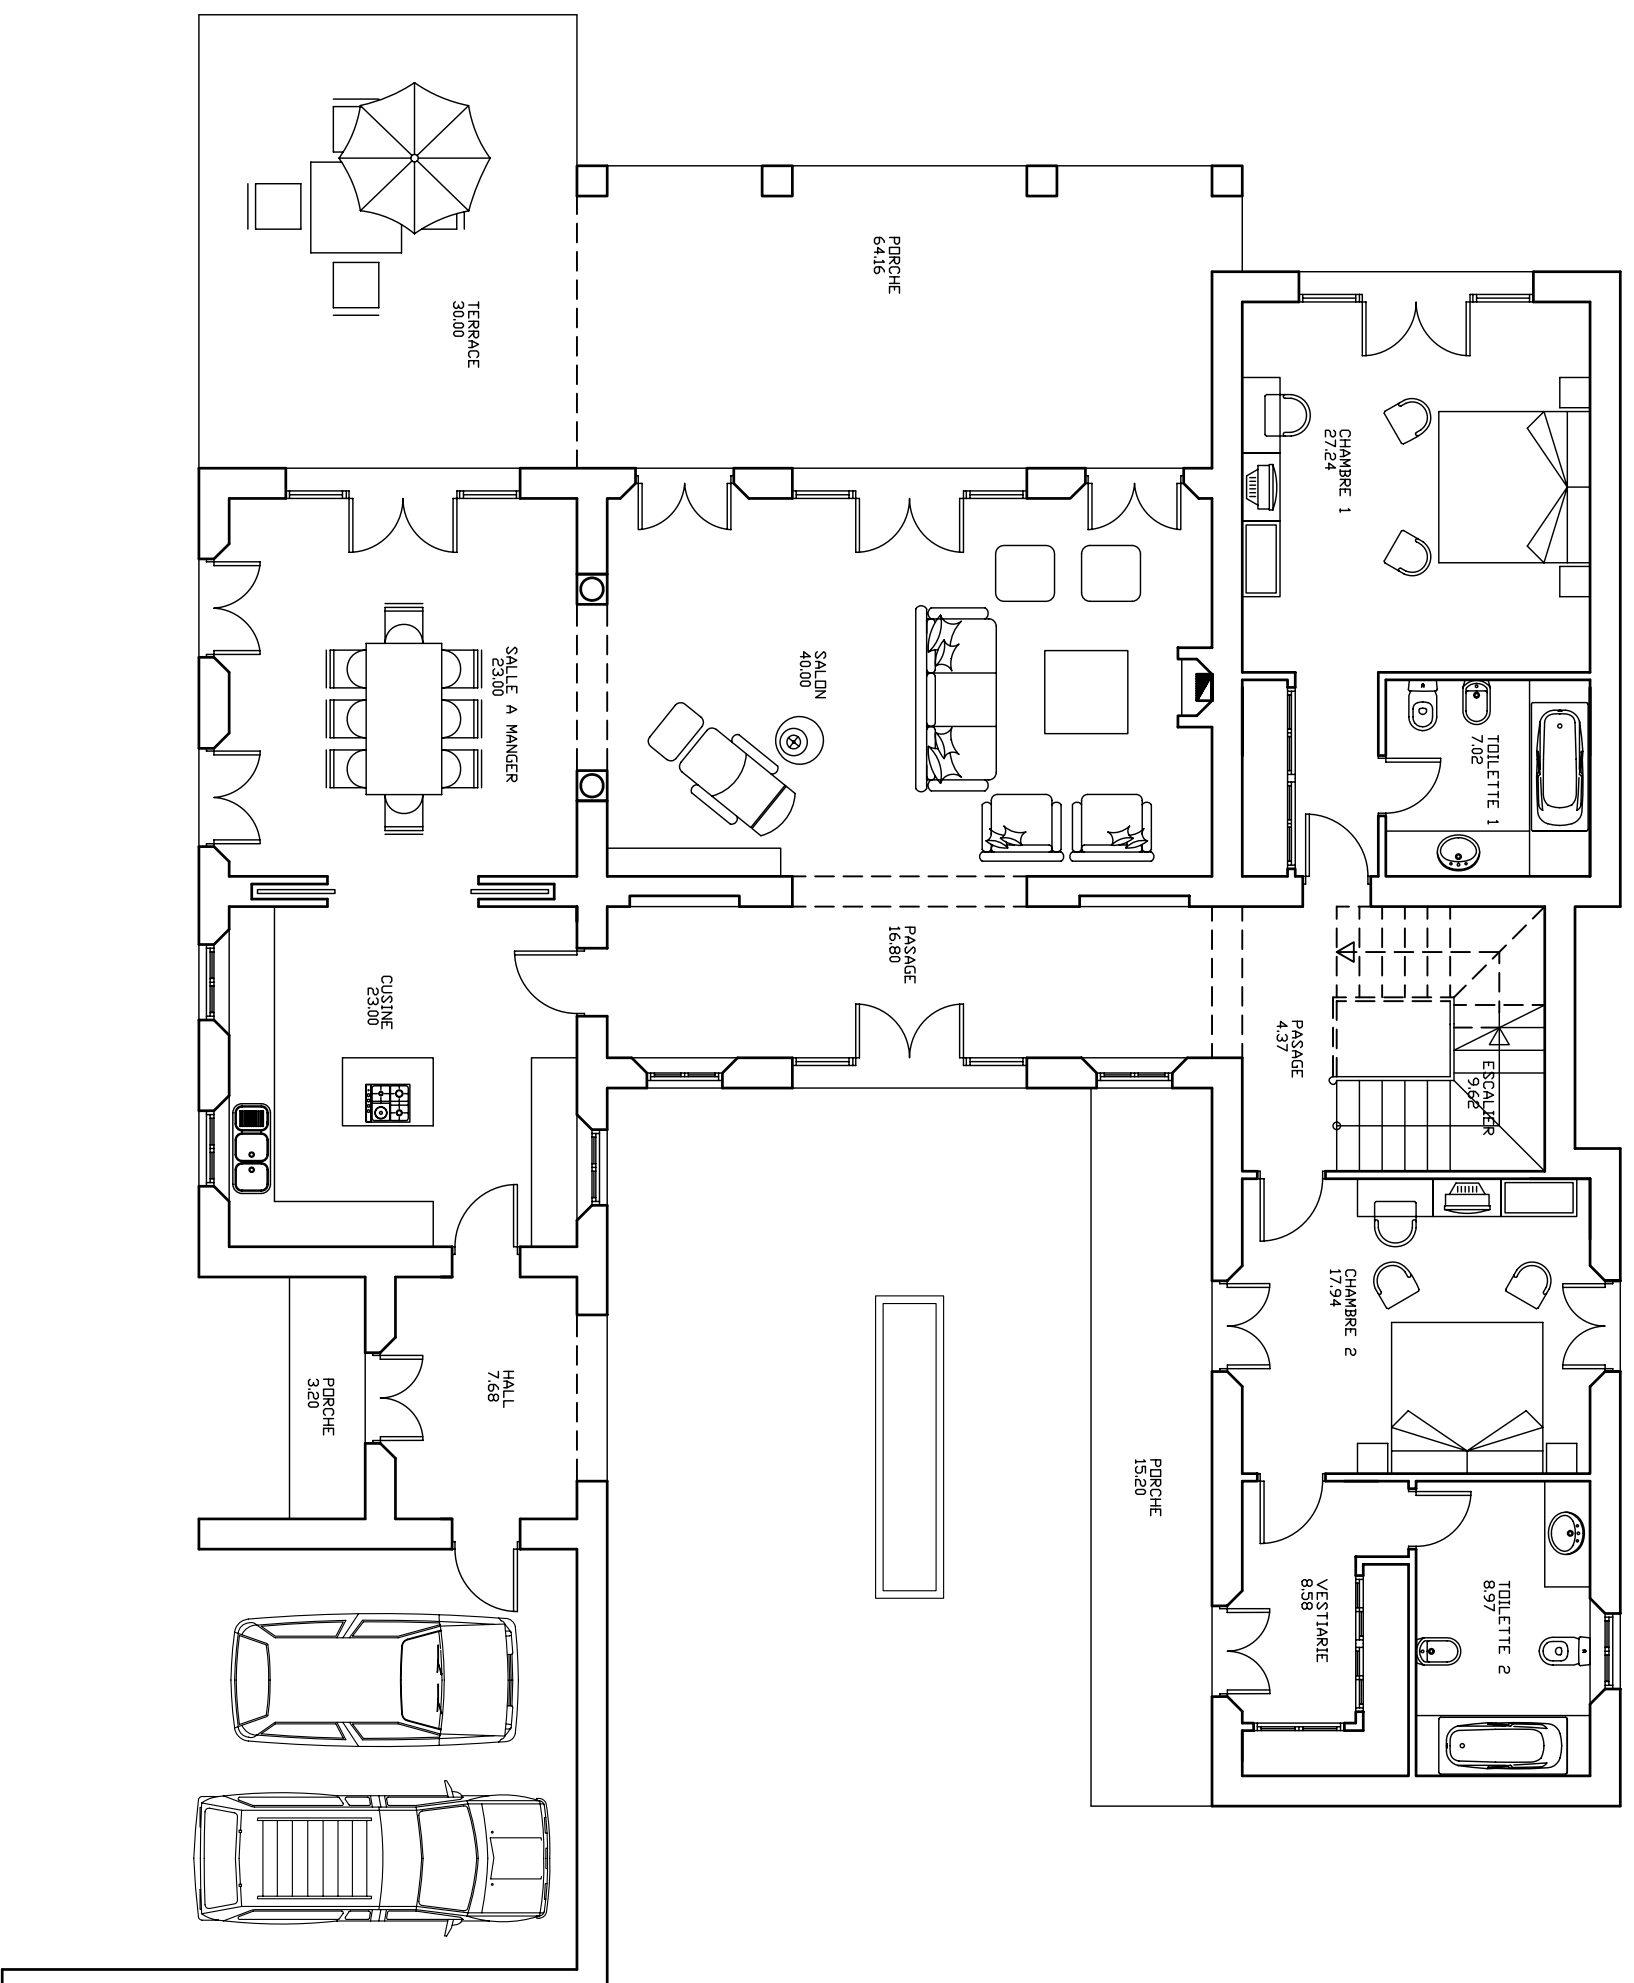 TERRACE
30.00
PORCHE
64.16
CHAMBRE 1
27.24
SALLE A MANGER
23.00
SALON
40.00
TOILETTE 1
7.02
CUSINE
23.00
PASAGE
16.80
PASAGE
4.37
ESCALIER
9.62
CHAMBRE 2
17.94
HALL
7.68
PORCHE
3.20
PORCHE
15.20
VESTIARIE
8.58
TOILETTE 2
8.97